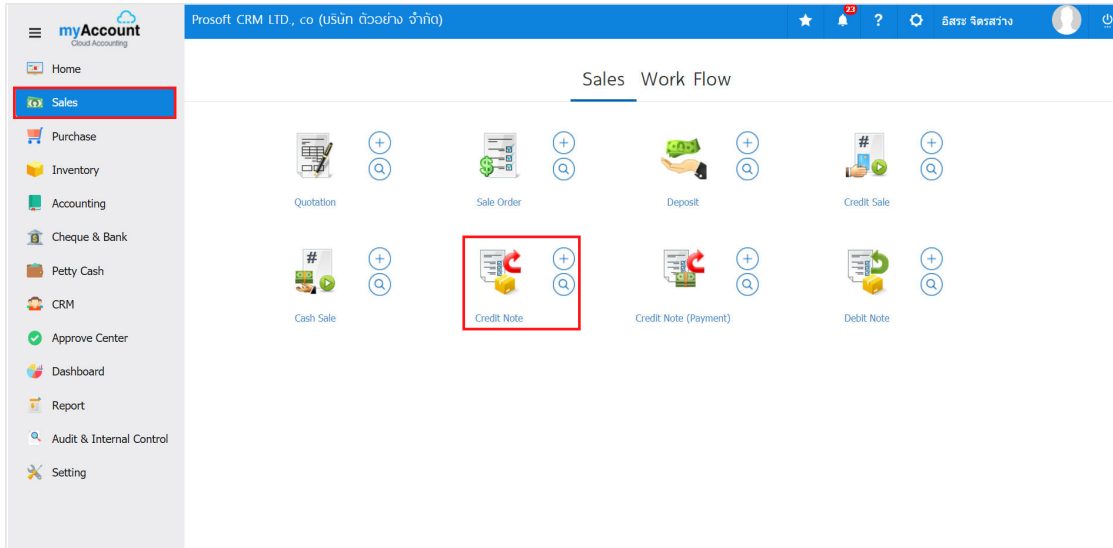 myAccount
Cloud Accounting
Prosoft CRM LTD., co (บริษัท ตัวอย่าง จำกัด)
23
?
อิสระ จิตรสว่าง
Home
Sales
Purchase
Inventory
Accounting
Cheque & Bank
Petty Cash
CRM
Approve Center
Dashboard
Report
Audit & Internal Control
Setting
Sales Work Flow
Quotation
Sale Order
Deposit
#
Credit Sale
#
Cash Sale
Credit Note
Credit Note (Payment)
Debit Note